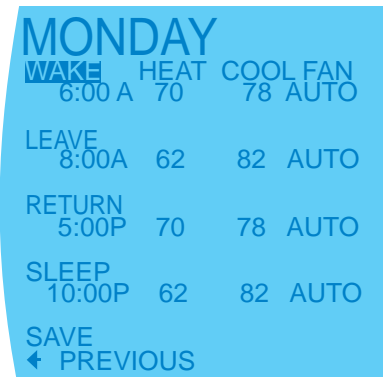 MONDAY
WAKE HEAT COOL FAN
6:00 A 70 78 AUTO
LEAVE
8:00A 62 82 AUTO
RETURN
5:00P 70 78 AUTO
SLEEP
10:00P 62 82 AUTO
SAVE
PREVIOUS